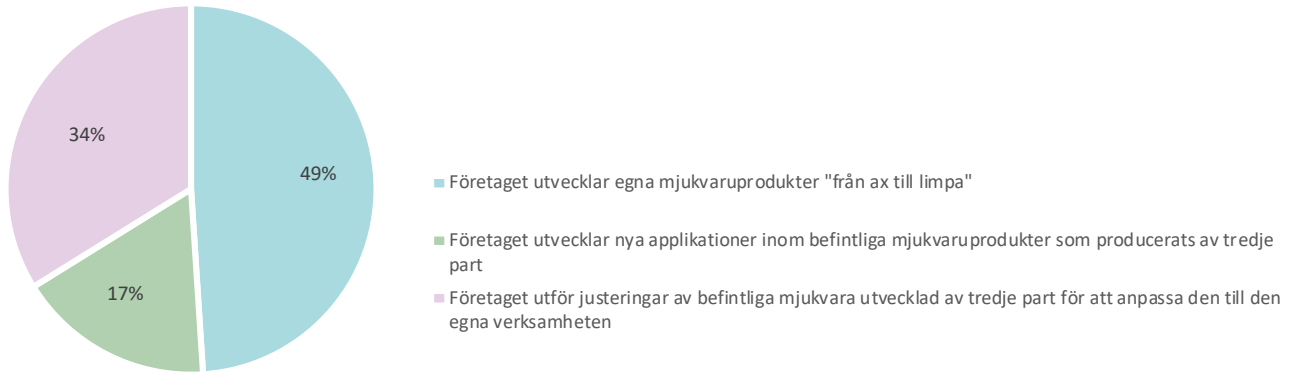 34%
49%
17%
Företaget utvecklar egna mjukvaruprodukter "från ax till limpa"
Företaget utvecklar nya applikationer inom befintliga mjukvaruprodukter som producerats av tredje
part
Företaget utför justeringar av befintliga mjukvara utvecklad av tredje part för att anpassa den till den
egna verksamheten